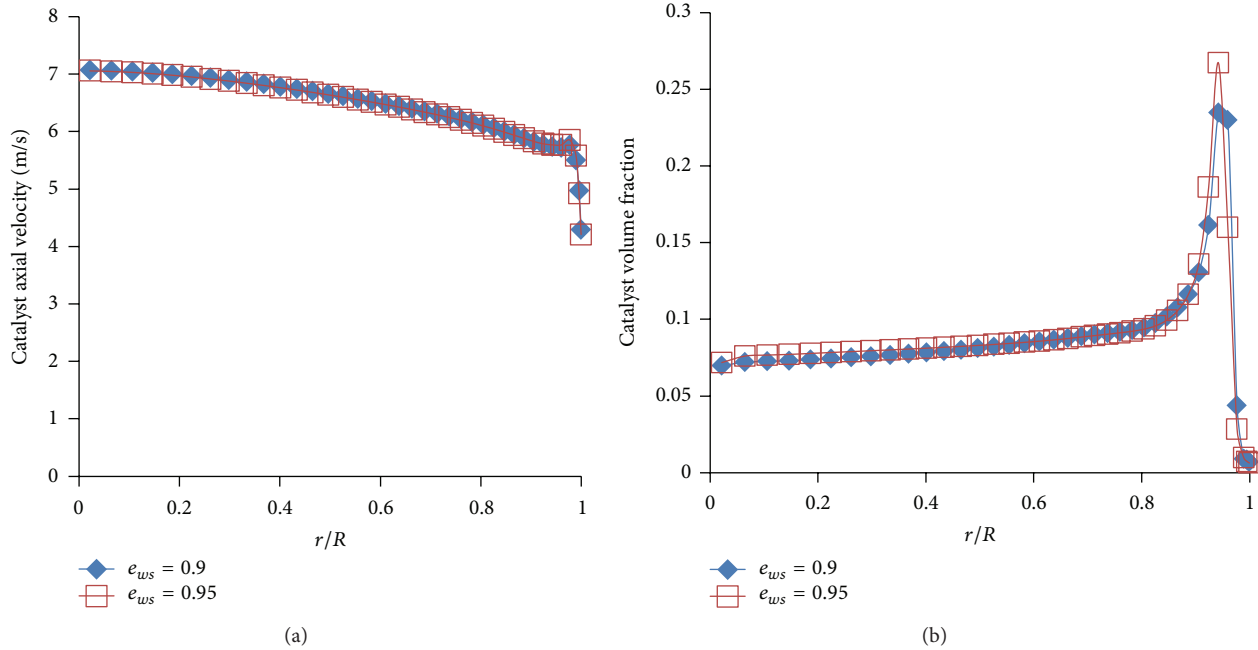 8
7
6
5
4
3
2
1
0
Catalyst axial velocity (m/s)
0 0.2 0.4 0.6 0.8 1
r/R
e_ws = 0.9
e_ws = 0.95
(a)
0.3
0.25
0.2
0.15
0.1
0.05
0
Catalyst volume fraction
0 0.2 0.4 0.6 0.8 1
r/R
e_ws = 0.9
e_ws = 0.95
(b)